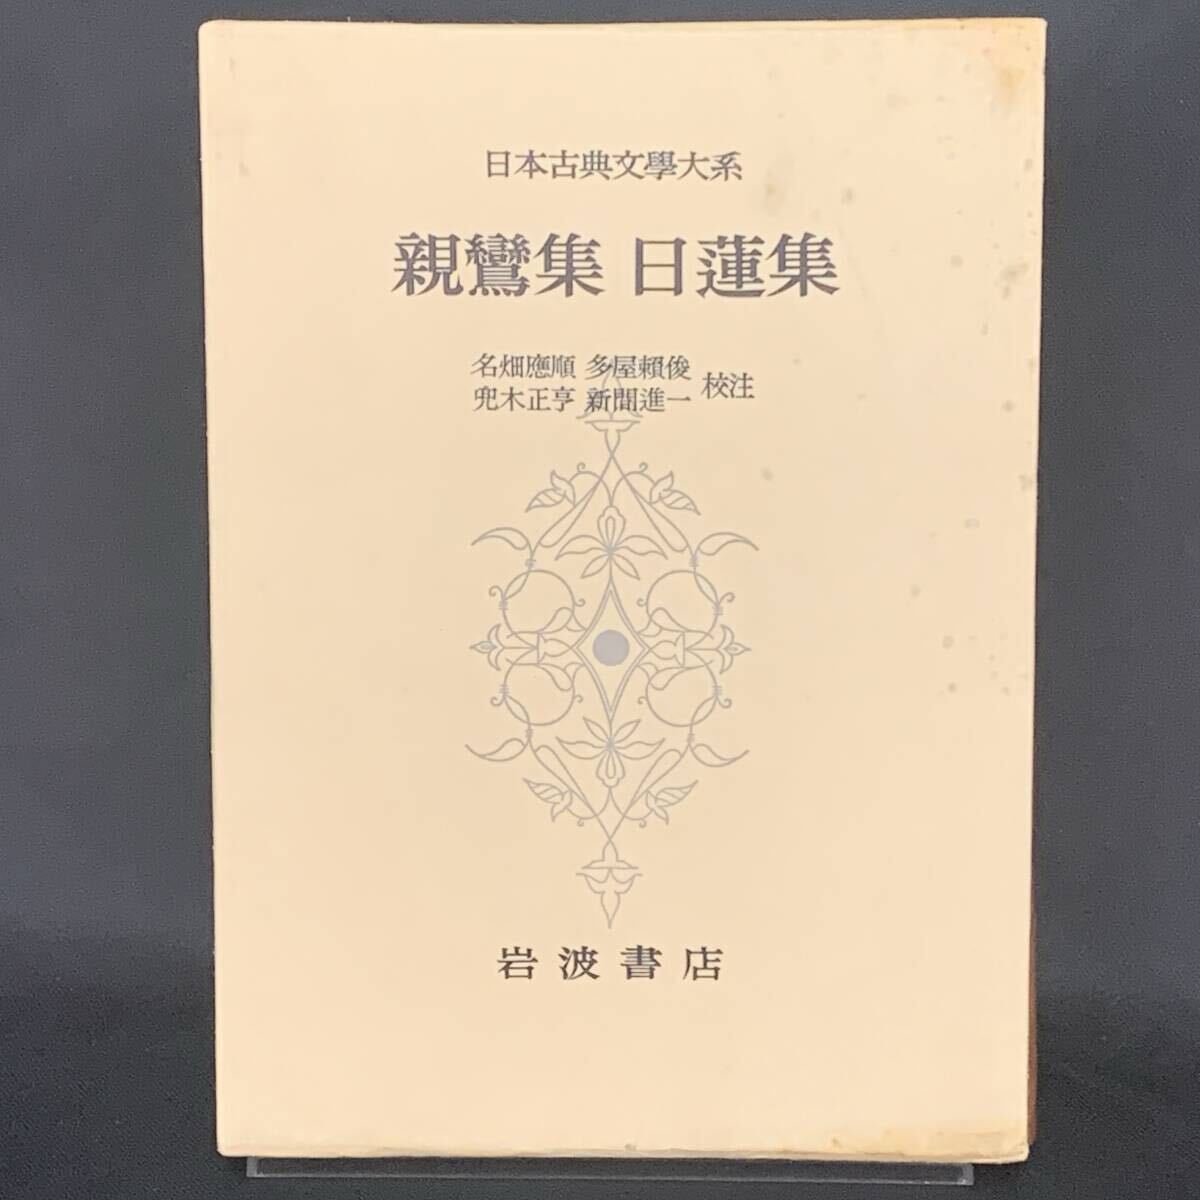 日本古典文學大系
親鸞集 日蓮集
名畑應順 多屋賴俊
兜木正亨 新間進一 校注
岩波書店